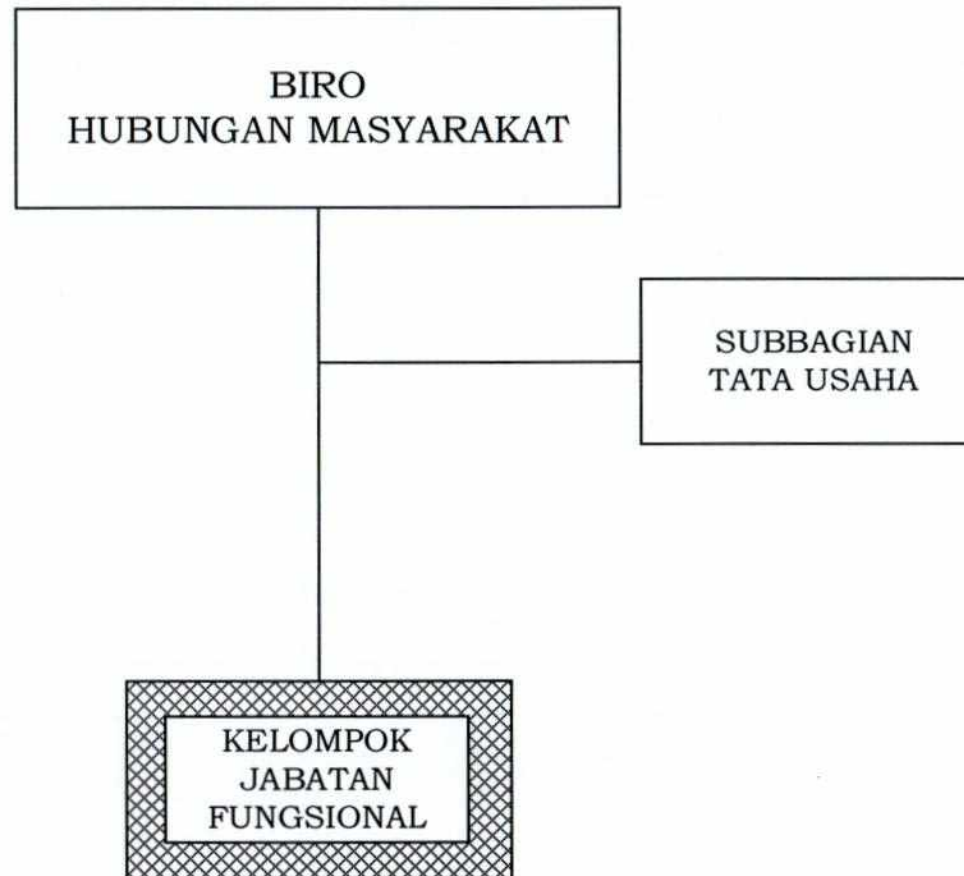 BIRO
HUBUNGAN MASYARAKAT
SUBBAGIAN
TATA USAHA
KELOMPOK
JABATAN
FUNGSIONAL